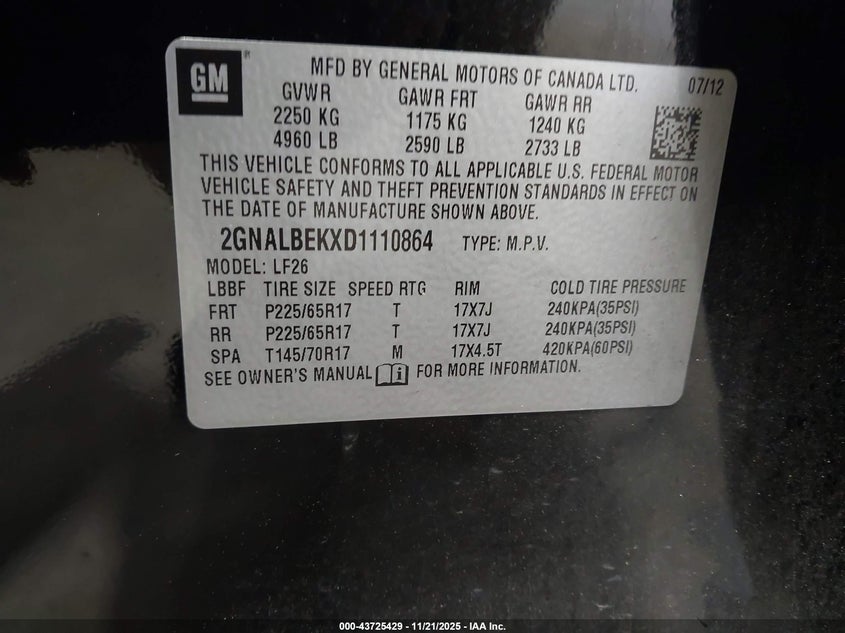 GM
MFD BY GENERAL MOTORS OF CANADA LTD. 07/12
GVWR GAWR FRT GAWR RR
2250 KG 1175 KG 1240 KG
4960 LB 2590 LB 2733 LB
THIS VEHICLE CONFORMS TO ALL APPLICABLE U.S. FEDERAL MOTOR
VEHICLE SAFETY AND THEFT PREVENTION STANDARDS IN EFFECT ON
THE DATE OF MANUFACTURE SHOWN ABOVE.
2GNALBEKXD1110864 TYPE: M.P.V.
MODEL: LF26
LBBF TIRE SIZE SPEED RTG RIM COLD TIRE PRESSURE
FRT P225/65R17 T 17X7J 240KPA(35PSI)
RR P225/65R17 T 17X7J 240KPA(35PSI)
SPA T145/70R17 M 17X4.5T 420KPA(60PSI)
SEE OWNER'S MANUAL i FOR MORE INFORMATION.
000-43725429 - 11/21/2025 - IAA Inc.